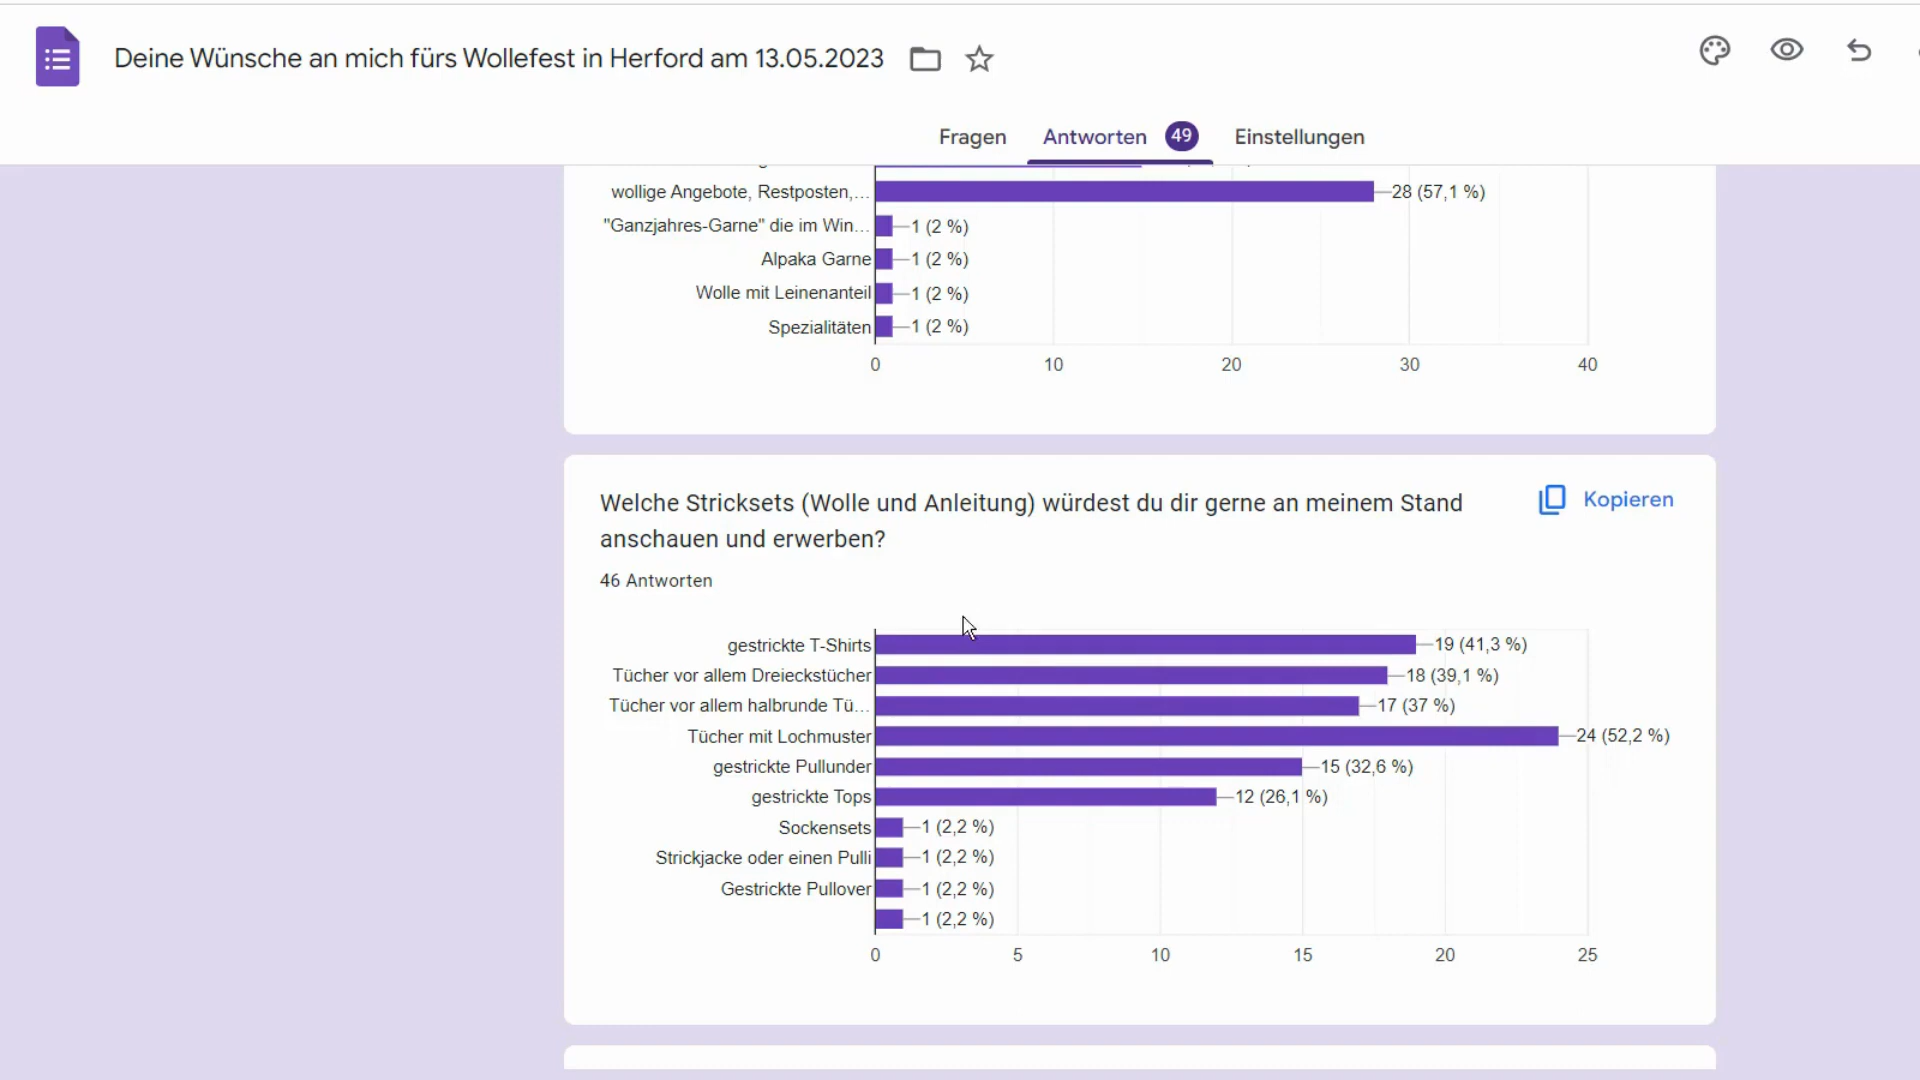 Deine Wünsche an mich fürs Wollefest in Herford am 13.05.2023
Fragen Antworten 49 Einstellungen
wollige Angebote, Restposten,... 28 (57,1 %)
"Ganzjahres-Garne" die im Win... 1 (2 %)
Alpaka Garne 1 (2 %)
Wolle mit Leinenanteil 1 (2 %)
Spezialitäten 1 (2 %)
0 10 20 30 40
Welche Stricksets (Wolle und Anleitung) würdest du dir gerne an meinem Stand
anschauen und erwerben?
Kopieren
46 Antworten
gestrickte T-Shirts 19 (41,3 %)
Tücher vor allem Dreieckstücher 18 (39,1 %)
Tücher vor allem halbrunde Tü... 17 (37 %)
Tücher mit Lochmuster 24 (52,2 %)
gestrickte Pullunder 15 (32,6 %)
gestrickte Tops 12 (26,1 %)
Sockensets 1 (2,2 %)
Strickjacke oder einen Pulli 1 (2,2 %)
Gestrickte Pullover 1 (2,2 %)
1 (2,2 %)
0 5 10 15 20 25